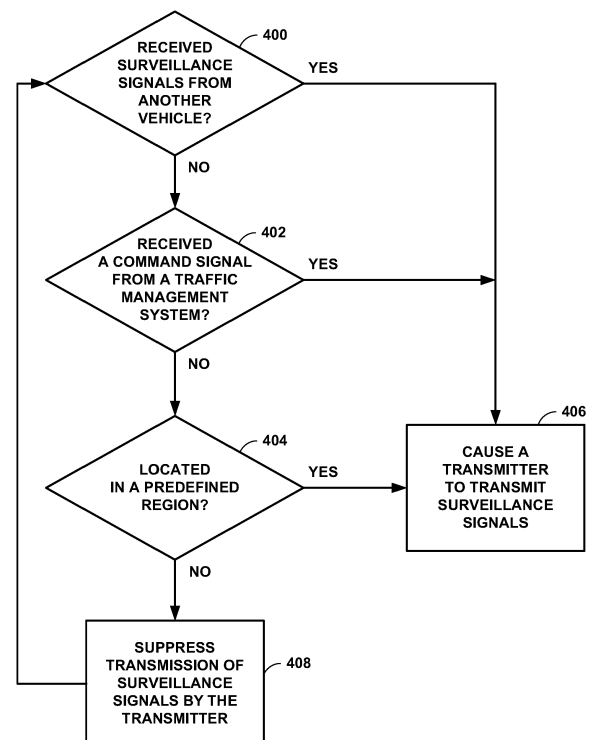 400
RECEIVED
SURVEILLANCE
SIGNALS FROM
ANOTHER
VEHICLE?
YES
NO
402
RECEIVED
A COMMAND SIGNAL
FROM A TRAFFIC
MANAGEMENT
SYSTEM?
YES
NO
404
LOCATED
IN A PREDEFINED
REGION?
YES
NO
406
CAUSE A
TRANSMITTER
TO TRANSMIT
SURVEILLANCE
SIGNALS
408
SUPPRESS
TRANSMISSION OF
SURVEILLANCE
SIGNALS BY THE
TRANSMITTER